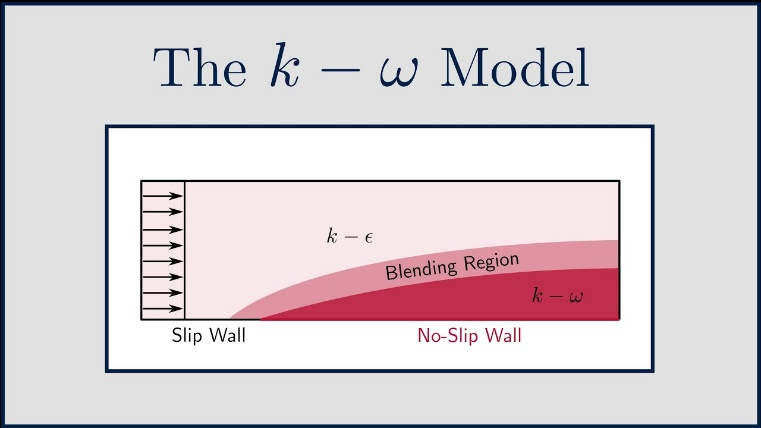 The k − ω Model
k − ϵ
Blending Region
k − ω
Slip Wall
No-Slip Wall